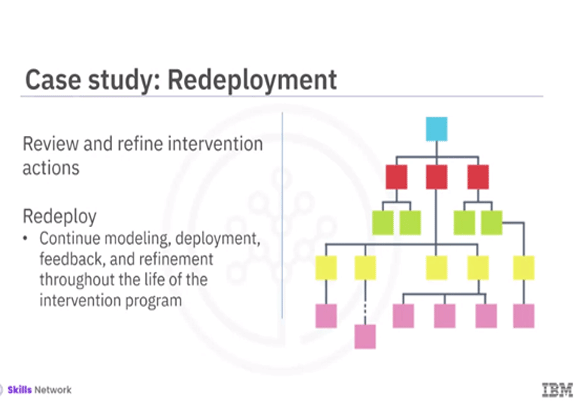 Case study: Redeployment
Review and refine intervention
actions
Redeploy
• Continue modeling, deployment,
feedback, and refinement
throughout the life of the
intervention program
Skills Network
IBM